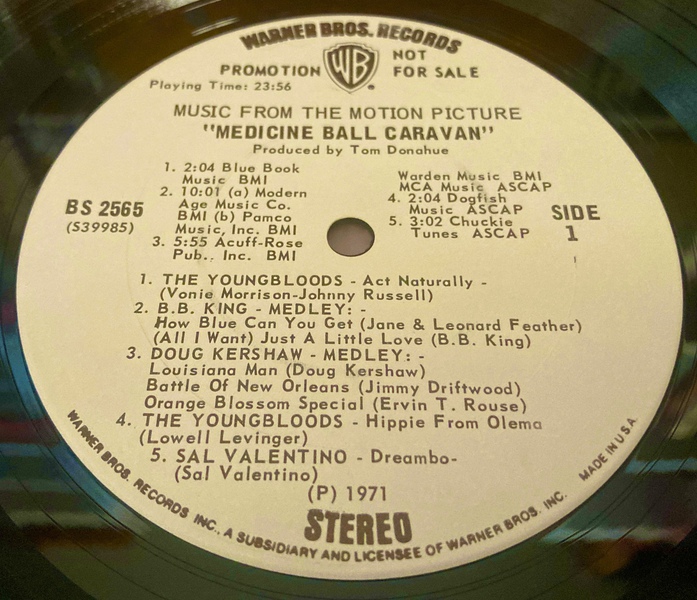 WARNER BROS. RECORDS
PROMOTION WB NOT FOR SALE
Playing Time: 23:56
MUSIC FROM THE MOTION PICTURE
"MEDICINE BALL CARAVAN"
Produced by Tom Donahue
1. 2:04 Blue Book
Music BMI
2. 10:01 (a) Modern
Age Music Co.
BMI (b) Pamco
Music, Inc. BMI
3. 5:55 Acuff-Rose
Pub., Inc. BMI
Warden Music BMI
MCA Music ASCAP
4. 2:04 Dogfish
Music ASCAP
5. 3:02 Chuckie
Tunes ASCAP
BS 2565
(S39985)
SIDE
1
1. THE YOUNGBLOODS - Act Naturally -
(Vonie Morrison-Johnny Russell)
2. B.B. KING - MEDLEY: -
How Blue Can You Get (Jane & Leonard Feather)
(All I Want) Just A Little Love (B.B. King)
3. DOUG KERSHAW - MEDLEY: -
Louisiana Man (Doug Kershaw)
Battle Of New Orleans (Jimmy Driftwood)
Orange Blossom Special (Ervin T. Rouse)
4. THE YOUNGBLOODS - Hippie From Olema
(Lowell Levinger)
5. SAL VALENTINO - Dreambo-
(Sal Valentino)
(P) 1971
STEREO
WARNER BROS. RECORDS INC., A SUBSIDIARY AND LICENSEE OF WARNER BROS. INC. MADE IN U.S.A.